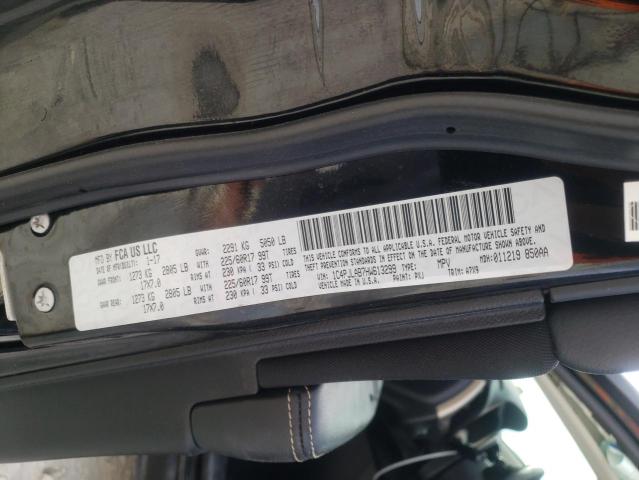 MFD BY FCA US LLC
DATE OF MFR 1-17 GVWR: 2291 KG 5050 LB
GAWR FRONT: 1273 KG 2805 LB WITH 225/60R17 99T TIRES
17X7.0 RIMS AT 230 KPA ( 33 PSI) COLD
GAWR REAR: 1273 KG 2805 LB WITH 225/60R17 99T TIRES
17X7.0 RIMS AT 230 KPA ( 33 PSI) COLD
THIS VEHICLE CONFORMS TO ALL APPLICABLE U.S.A. FEDERAL MOTOR VEHICLE SAFETY,
BUMPER, AND THEFT PREVENTION STANDARDS IN EFFECT ON THE DATE OF MANUFACTURE SHOWN ABOVE.
VIN: TYPE: MPV MDH: 011219 850AA
VEHICLE MADE IN U.S.A. PAINT: PXJ TRIM: A7X9